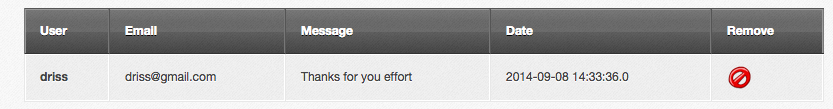 User Email Message Date Remove
driss driss@gmail.com Thanks for you effort 2014-09-08 14:33:36.0